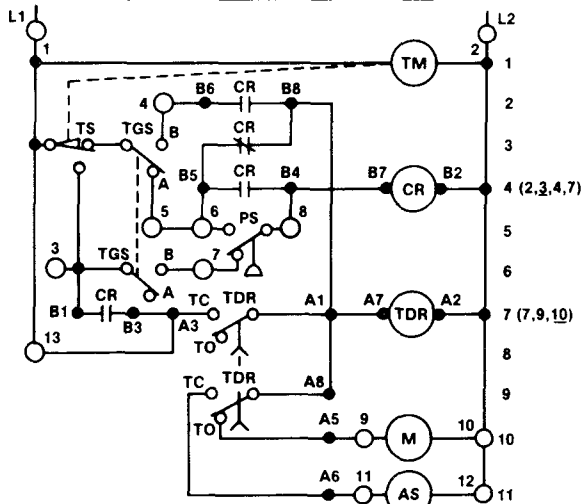 L1 L2
1 TM 2 1
4 B6 CR B8 2
TS TGS B CR 3
A B5 CR B4 B7 CR B2 4 (2,3,4,7)
5 6 PS 8 5
3 TGS B 7 6
B1 CR B3 A A3 TC TDR A1 A7 TDR A2 7 (7,9,10)
13 TO 8
TC TDR A8 9
TO A5 9 M 10 10
A6 11 AS 12 11